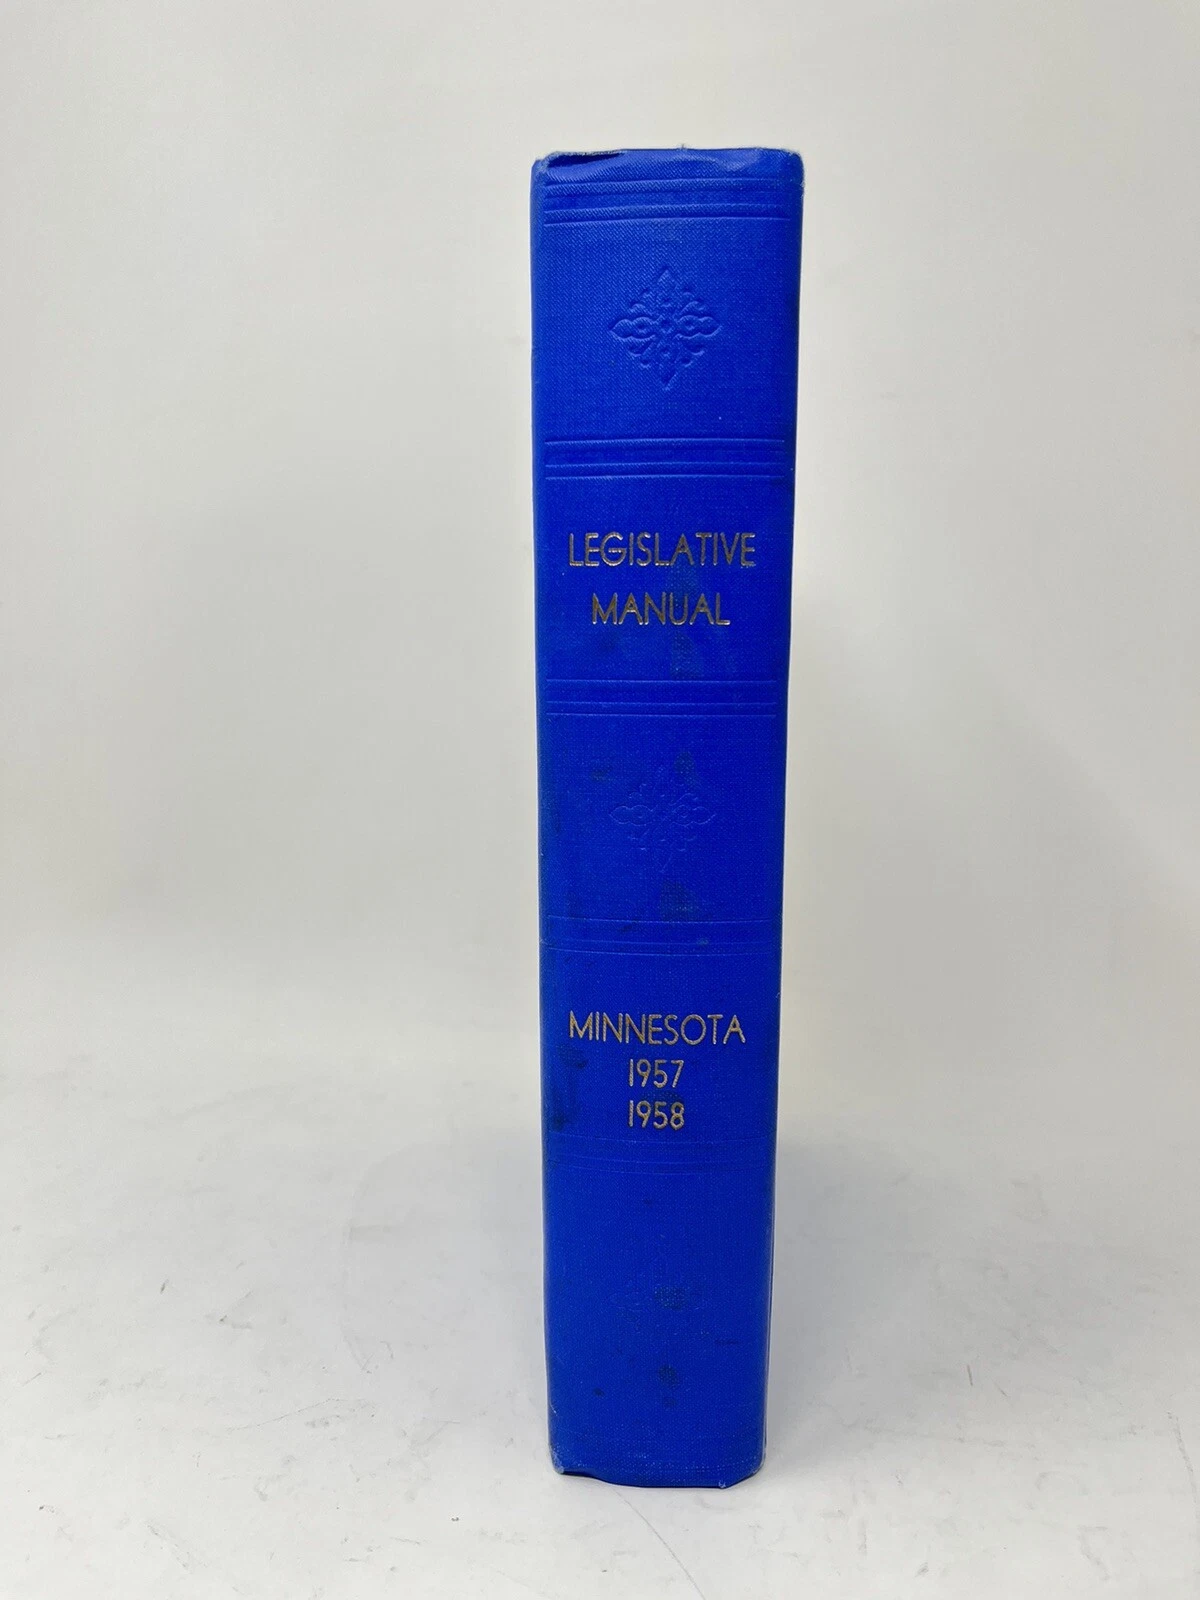 LEGISLATIVE
MANUAL
MINNESOTA
1957
1958